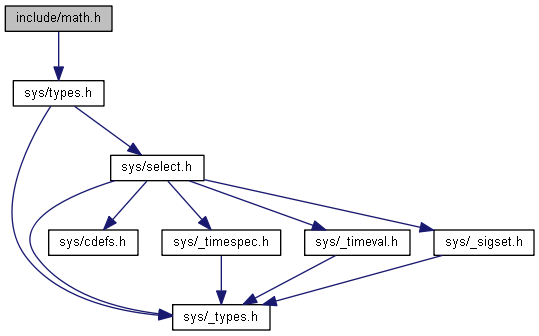 include/math.h
sys/types.h
sys/select.h
sys/cdefs.h
sys/_timespec.h
sys/_timeval.h
sys/_sigset.h
sys/_types.h